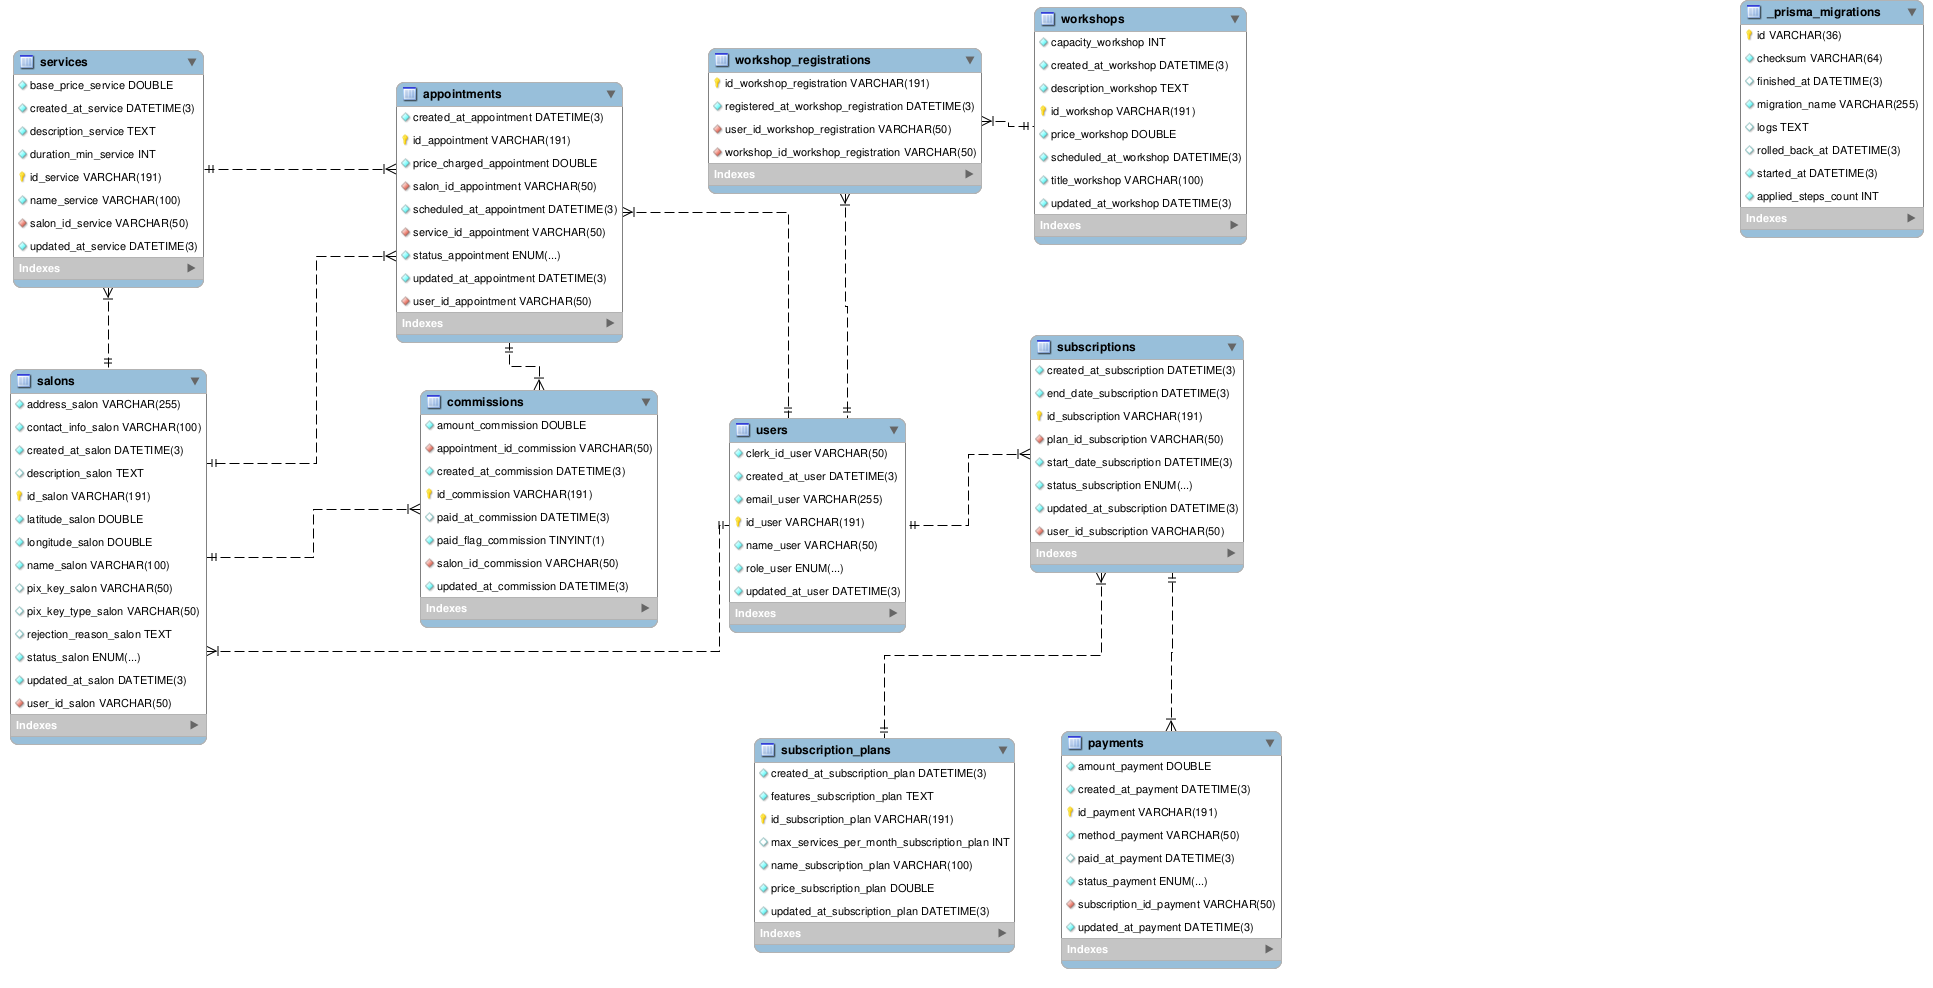 services
base_price_service DOUBLE
created_at_service DATETIME(3)
description_service TEXT
duration_min_service INT
id_service VARCHAR(191)
name_service VARCHAR(100)
salon_id_service VARCHAR(50)
updated_at_service DATETIME(3)
Indexes
salons
address_salon VARCHAR(255)
contact_info_salon VARCHAR(100)
created_at_salon DATETIME(3)
description_salon TEXT
id_salon VARCHAR(191)
latitude_salon DOUBLE
longitude_salon DOUBLE
name_salon VARCHAR(100)
pix_key_salon VARCHAR(50)
pix_key_type_salon VARCHAR(50)
rejection_reason_salon TEXT
status_salon ENUM(...)
updated_at_salon DATETIME(3)
user_id_salon VARCHAR(50)
Indexes
appointments
created_at_appointment DATETIME(3)
id_appointment VARCHAR(191)
price_charged_appointment DOUBLE
salon_id_appointment VARCHAR(50)
scheduled_at_appointment DATETIME(3)
service_id_appointment VARCHAR(50)
status_appointment ENUM(...)
updated_at_appointment DATETIME(3)
user_id_appointment VARCHAR(50)
Indexes
commissions
amount_commission DOUBLE
appointment_id_commission VARCHAR(50)
created_at_commission DATETIME(3)
id_commission VARCHAR(191)
paid_at_commission DATETIME(3)
paid_flag_commission TINYINT(1)
salon_id_commission VARCHAR(50)
updated_at_commission DATETIME(3)
Indexes
workshop_registrations
id_workshop_registration VARCHAR(191)
registered_at_workshop_registration DATETIME(3)
user_id_workshop_registration VARCHAR(50)
workshop_id_workshop_registration VARCHAR(50)
Indexes
users
clerk_id_user VARCHAR(50)
created_at_user DATETIME(3)
email_user VARCHAR(255)
id_user VARCHAR(191)
name_user VARCHAR(50)
role_user ENUM(...)
updated_at_user DATETIME(3)
Indexes
subscription_plans
created_at_subscription_plan DATETIME(3)
features_subscription_plan TEXT
id_subscription_plan VARCHAR(191)
max_services_per_month_subscription_plan INT
name_subscription_plan VARCHAR(100)
price_subscription_plan DOUBLE
updated_at_subscription_plan DATETIME(3)
Indexes
workshops
capacity_workshop INT
created_at_workshop DATETIME(3)
description_workshop TEXT
id_workshop VARCHAR(191)
price_workshop DOUBLE
scheduled_at_workshop DATETIME(3)
title_workshop VARCHAR(100)
updated_at_workshop DATETIME(3)
Indexes
subscriptions
created_at_subscription DATETIME(3)
end_date_subscription DATETIME(3)
id_subscription VARCHAR(191)
plan_id_subscription VARCHAR(50)
start_date_subscription DATETIME(3)
status_subscription ENUM(...)
updated_at_subscription DATETIME(3)
user_id_subscription VARCHAR(50)
Indexes
payments
amount_payment DOUBLE
created_at_payment DATETIME(3)
id_payment VARCHAR(191)
method_payment VARCHAR(50)
paid_at_payment DATETIME(3)
status_payment ENUM(...)
subscription_id_payment VARCHAR(50)
updated_at_payment DATETIME(3)
Indexes
_prisma_migrations
id VARCHAR(36)
checksum VARCHAR(64)
finished_at DATETIME(3)
migration_name VARCHAR(255)
logs TEXT
rolled_back_at DATETIME(3)
started_at DATETIME(3)
applied_steps_count INT
Indexes